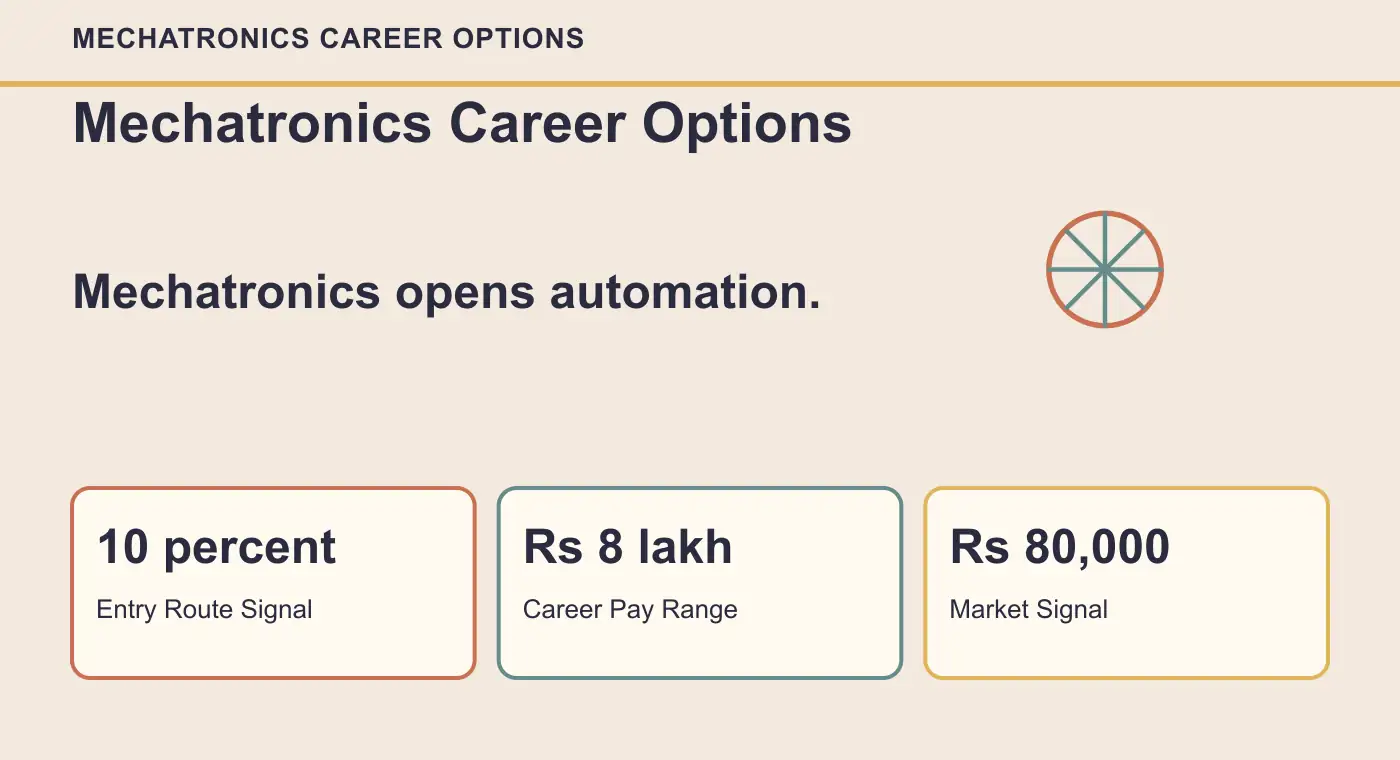 MECHATRONICS CAREER OPTIONS
Mechatronics Career Options
Mechatronics opens automation.
10 percent
Entry Route Signal
Rs 8 lakh
Career Pay Range
Rs 80,000
Market Signal